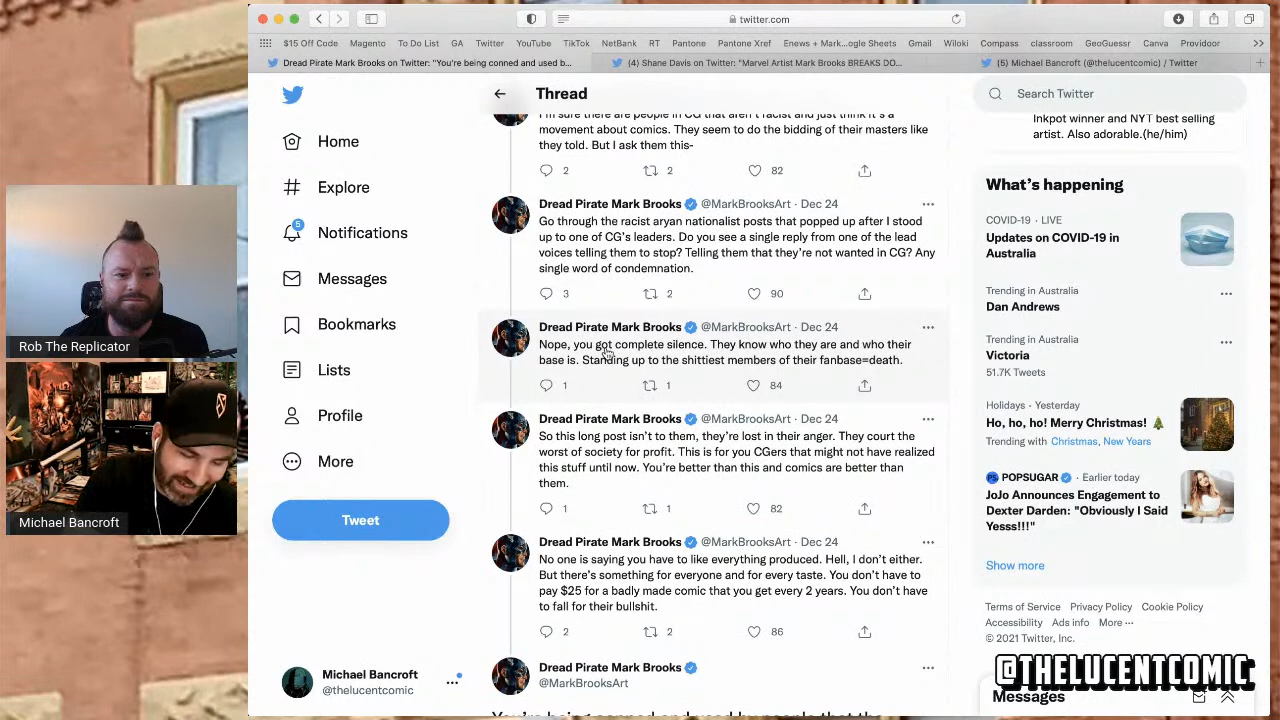 twitter.com
$15 Off Code Magento To Do List GA Twitter YouTube TikTok NetBank RT Pantone Pantone Xref Enews + Mark...ogle Sheets Gmail Wiloki Compass classroom GeoGuessr Canva Providoor
Dread Pirate Mark Brooks on Twitter: "You're being conned and used b...
(4) Shane Davis on Twitter: "Marvel Artist Mark Brooks BREAKS DO...
(5) Michael Bancroft (@thelucentcomic) / Twitter
Home
Explore
5
Notifications
Messages
Bookmarks
Lists
Profile
More
Tweet
Michael Bancroft
@thelucentcomic
Rob The Replicator
Michael Bancroft
Thread
I'm sure there are people in CG that aren't racist and just think it's a
movement about comics. They seem to do the bidding of their masters like
they told. But I ask them this-
2 2 82
Dread Pirate Mark Brooks @MarkBrooksArt · Dec 24
Go through the racist aryan nationalist posts that popped up after I stood
up to one of CG's leaders. Do you see a single reply from one of the lead
voices telling them to stop? Telling them that they're not wanted in CG? Any
single word of condemnation.
3 2 90
Dread Pirate Mark Brooks @MarkBrooksArt · Dec 24
Nope, you got complete silence. They know who they are and who their
base is. Standing up to the shittiest members of their fanbase=death.
1 1 84
Dread Pirate Mark Brooks @MarkBrooksArt · Dec 24
So this long post isn't to them, they're lost in their anger. They court the
worst of society for profit. This is for you CGers that might not have realized
this stuff until now. You're better than this and comics are better than
them.
1 1 82
Dread Pirate Mark Brooks @MarkBrooksArt · Dec 24
No one is saying you have to like everything produced. Hell, I don't either.
But there's something for everyone and for every taste. You don't have to
pay $25 for a badly made comic that you get every 2 years. You don't have
to fall for their bullshit.
2 2 86
Dread Pirate Mark Brooks
@MarkBrooksArt
You're being conned and used by people that the
Search Twitter
Inkpot winner and NYT best selling
artist. Also adorable.(he/him)
What's happening
COVID-19 · LIVE
Updates on COVID-19 in
Australia
Trending in Australia
Dan Andrews
Trending in Australia
Victoria
51.7K Tweets
Holidays · Yesterday
Ho, ho, ho! Merry Christmas! 🎄
Trending with Christmas, New Years
POPSUGAR · Earlier today
JoJo Announces Engagement to
Dexter Darden: "Obviously I Said
Yesss!!!"
Show more
Terms of Service Privacy Policy Cookie Policy
Accessibility Ads info More ···
© 2021 Twitter, Inc.
@THELUCENTCOMIC
Messages